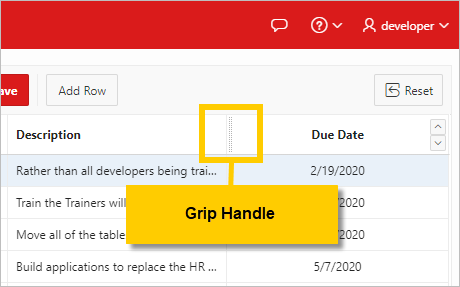 developer
ave
Add Row
Reset
Description
Due Date
Rather than all developers being trai...
2/19/2020
Train the Trainers will
Grip Handle
Move all of the table
Build applications to replace the HR ...
5/7/2020